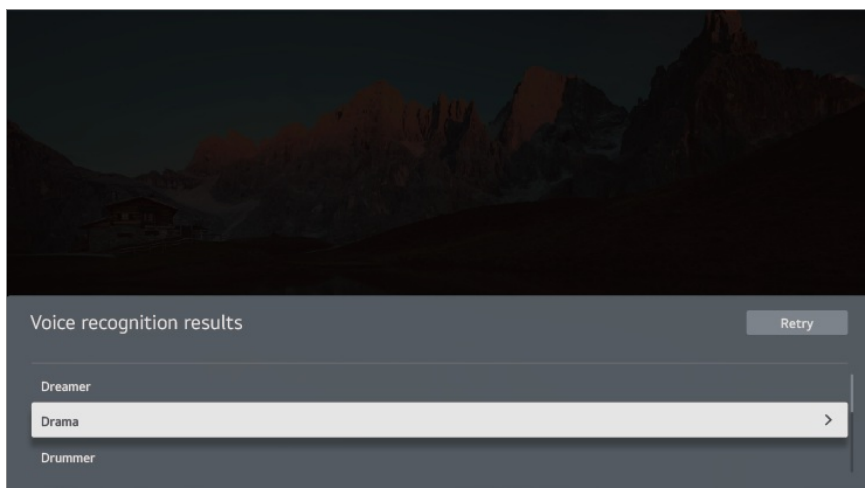 Voice recognition results
Retry
Dreamer
Drama
Drummer